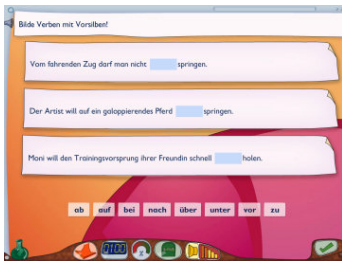 Bilde Verben mit Vorsilben!
Vom fahrenden Zug darf man nicht springen.
Der Artist will auf ein galoppierendes Pferd springen.
Moni will den Trainingsvorsprung ihrer Freundin schnell holen.
ab auf bei nach über unter vor zu